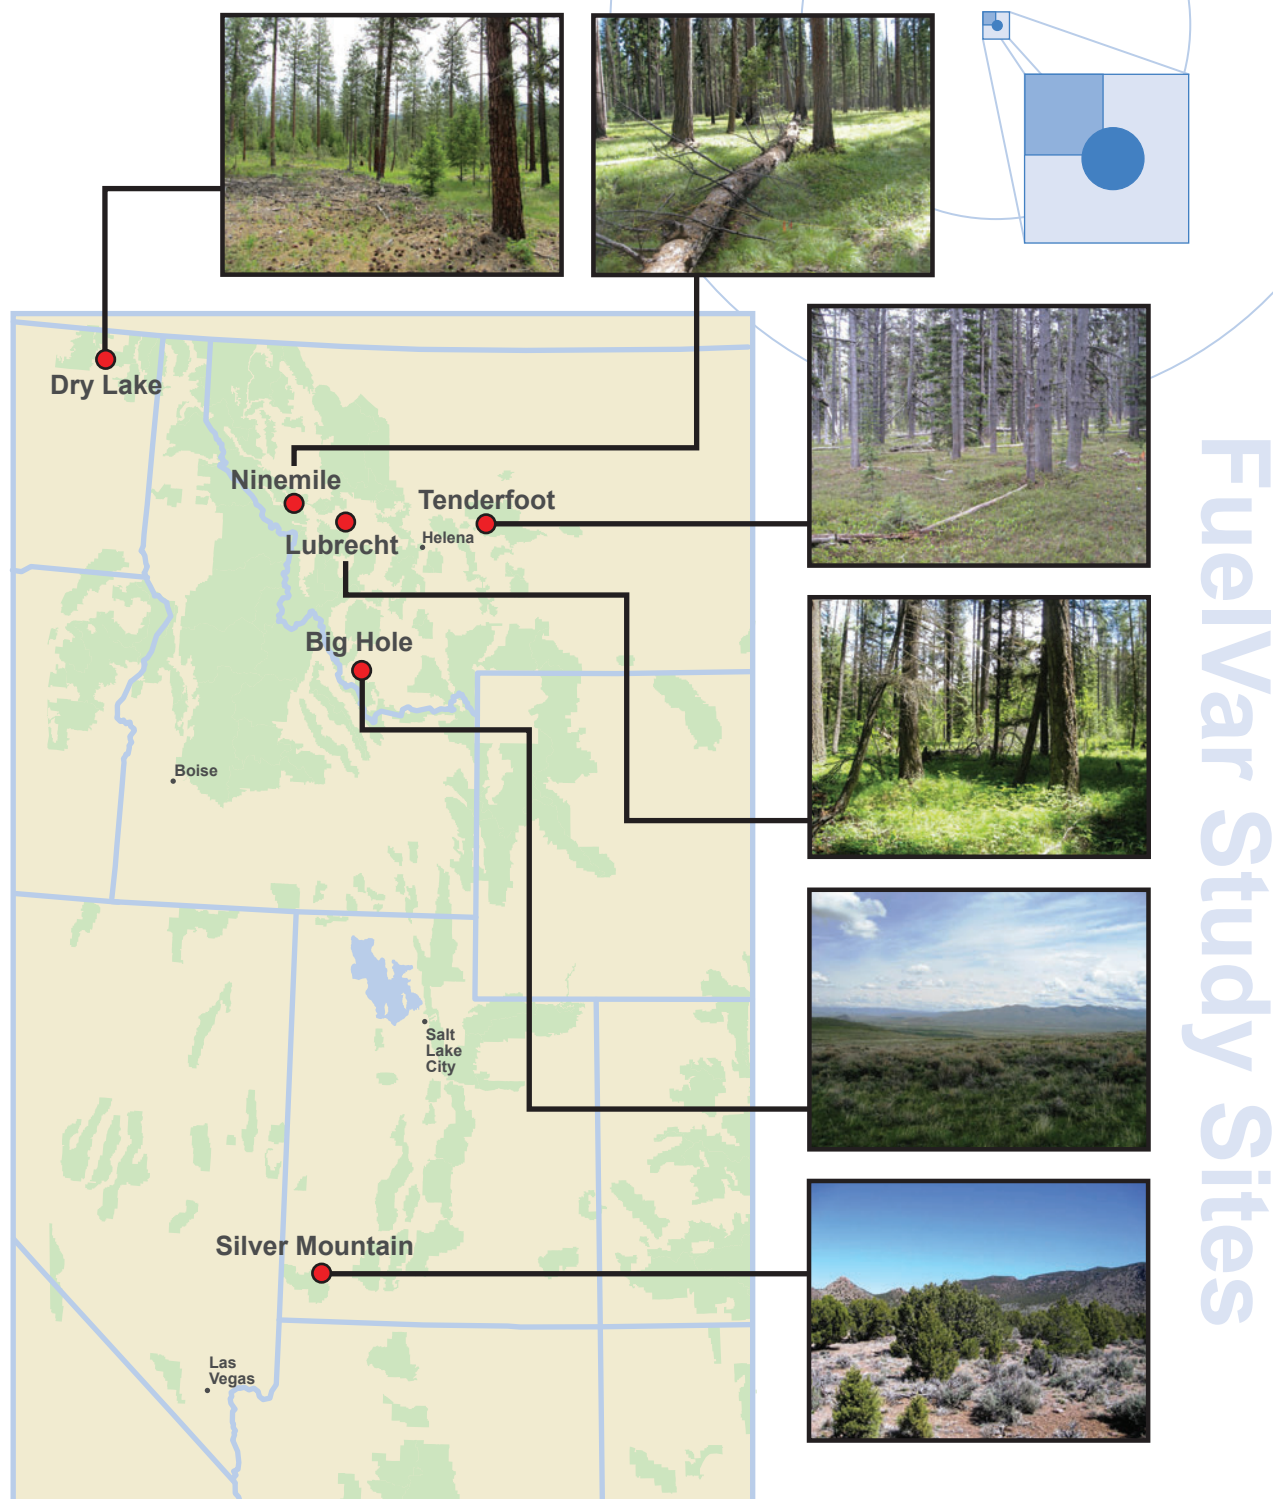 Dry Lake
Ninemile
Tenderfoot
Helena
Lubrecht
Big Hole
Boise
Salt
Lake
City
Silver Mountain
Las
Vegas
FuelVar Study Sites